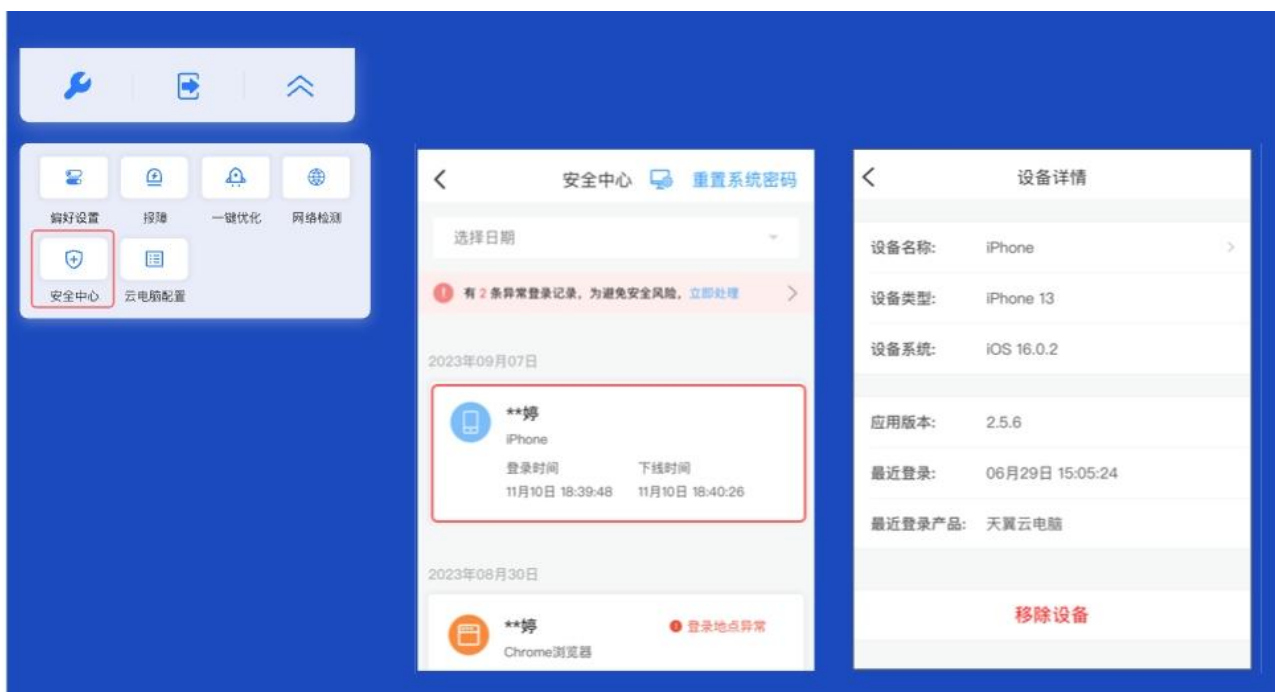 偏好设置
报障
一键优化
网络检测
安全中心
云电脑配置
安全中心
重置系统密码
选择日期
有 2 条异常登录记录，为避免安全风险，立即处理
2023年09月07日
**婷
iPhone
登录时间 下线时间
11月10日 18:39:48 11月10日 18:40:26
2023年08月30日
**婷
登录地点异常
Chrome浏览器
设备详情
设备名称: iPhone
设备类型: iPhone 13
设备系统: iOS 16.0.2
应用版本: 2.5.6
最近登录: 06月29日 15:05:24
最近登录产品: 天翼云电脑
移除设备